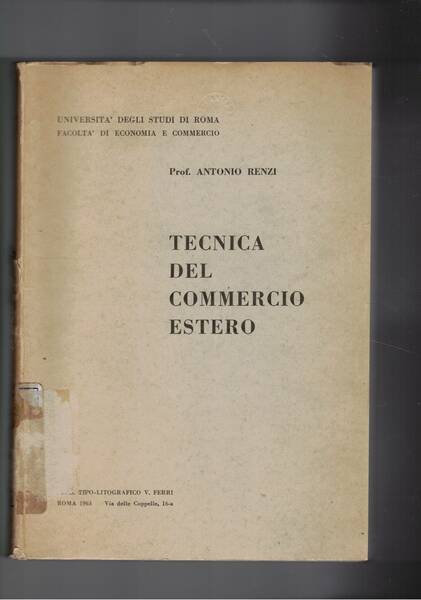 UNIVERSITA' DEGLI STUDI DI ROMA
FACOLTA' DI ECONOMIA E COMMERCIO
Prof. ANTONIO RENZI
TECNICA
DEL
COMMERCIO
ESTERO
TIPO-LITOGRAFICO V. FERRI
ROMA Via delle Coppelle, 16-a